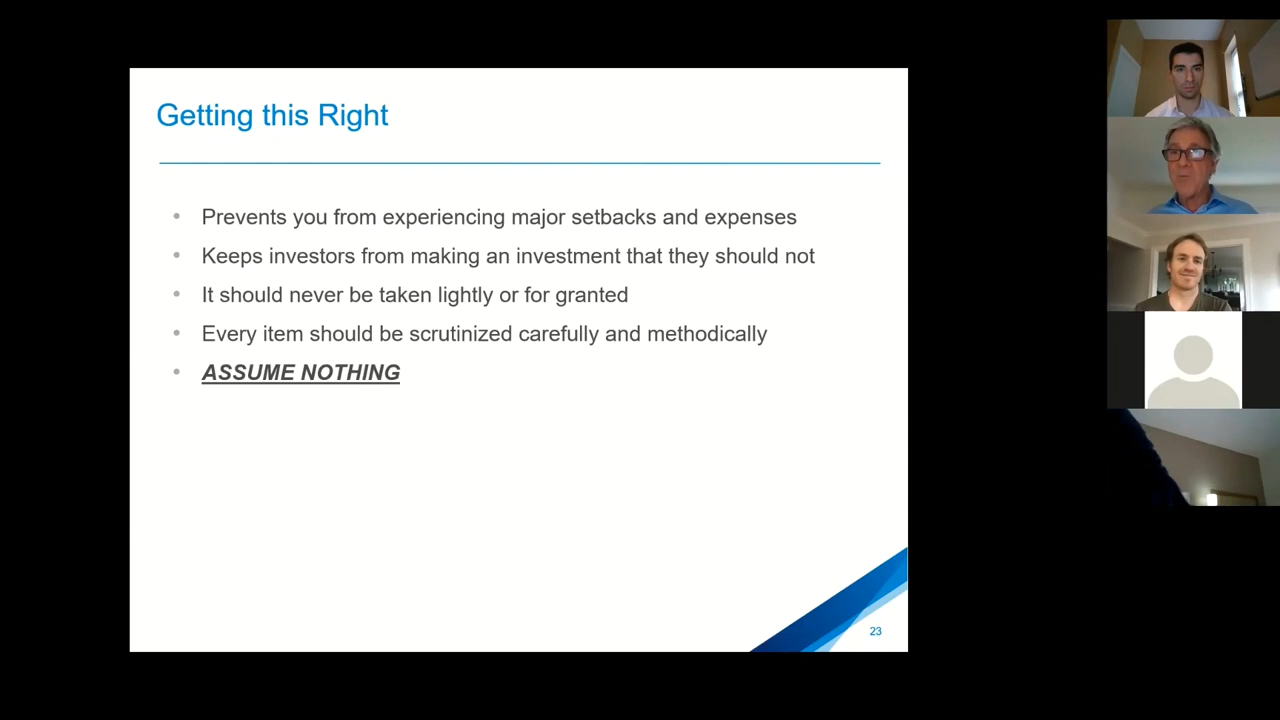 Getting this Right
• Prevents you from experiencing major setbacks and expenses
• Keeps investors from making an investment that they should not
• It should never be taken lightly or for granted
• Every item should be scrutinized carefully and methodically
• ASSUME NOTHING
23